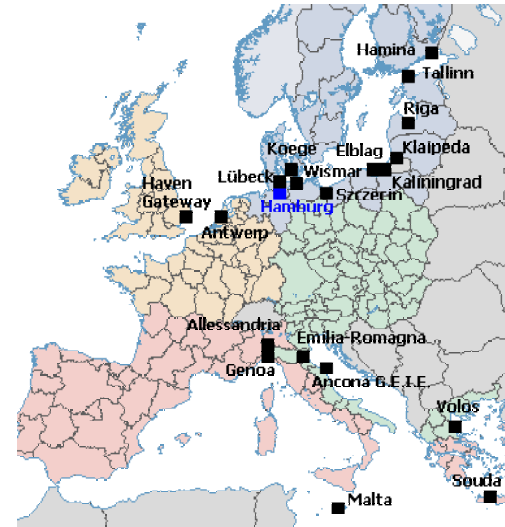 Hamina
Tallinn
Riga
Koege
Elblag
Klaipeda
Lübeck
Wismar
Haven
Gateway
Kaliningrad
Szczecin
Hamburg
Antwerp
Allessandria
Emilia-Romagna
Genoa
Ancona G.E.I.E.
Volos
Souda
Malta